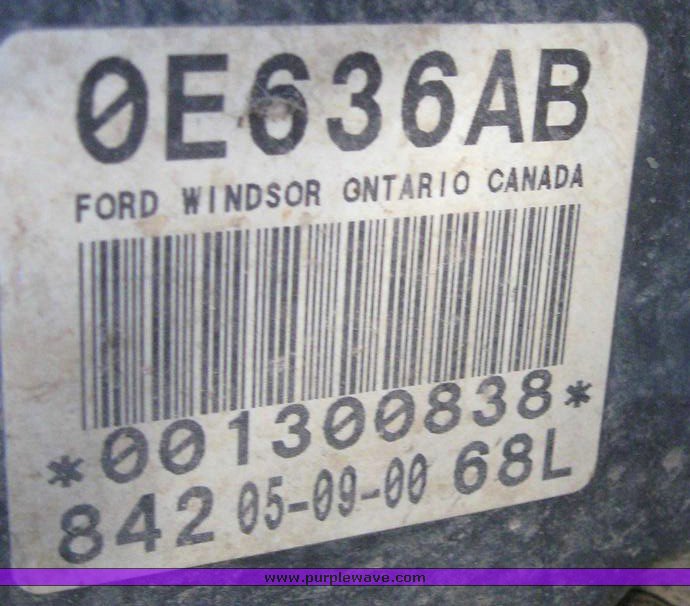 0E636AB
FORD WINDSOR ONTARIO CANADA
*001300838*
842 05-09-00 68L
www.purplewave.com